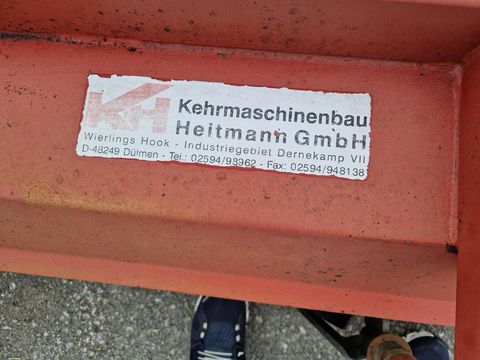 KH
Kehrmaschinenbau
Heitmann GmbH
Wierlings Hook - Industriegebiet Dernekamp VII
D-48249 Dülmen - Tel.: 02594/98962 - Fax: 02594/948138